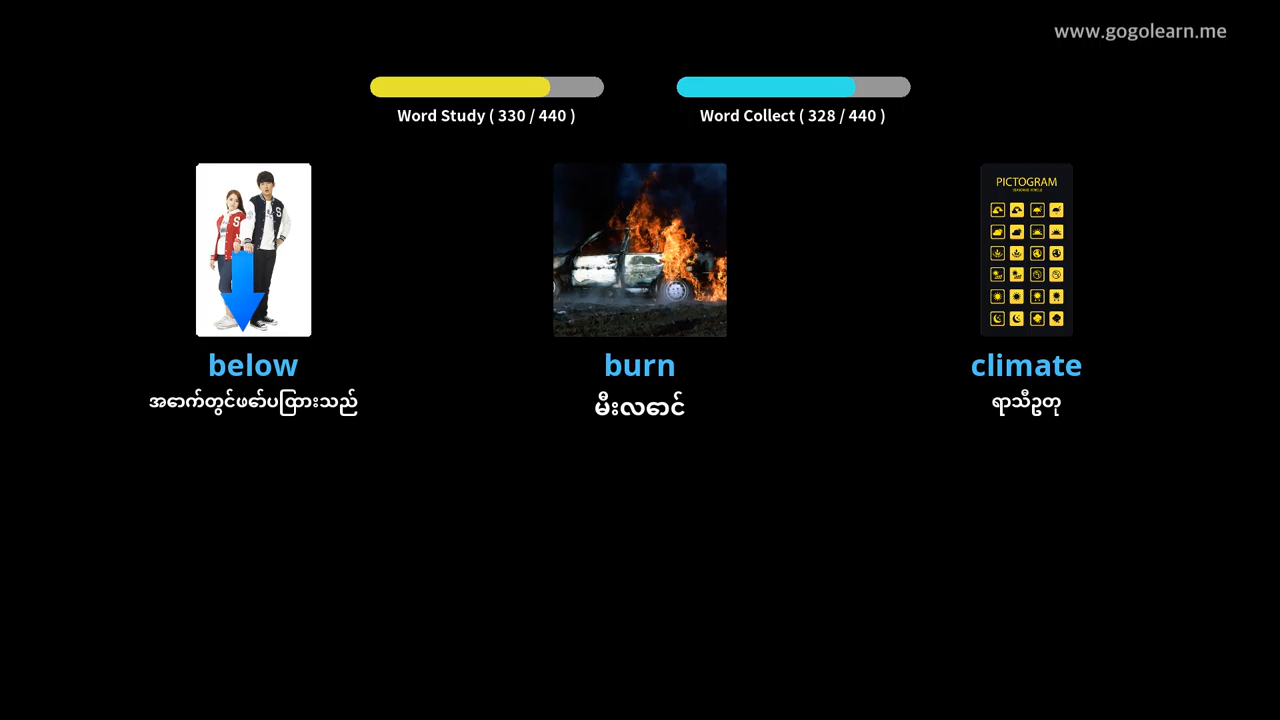 www.gogolearn.me
Word Study ( 330 / 440 )
Word Collect ( 328 / 440 )
PICTOGRAM
below
burn
climate
အောက်တွင်ဖော်ပထြားသည်
မီးလောင်
ရာသီဥတု